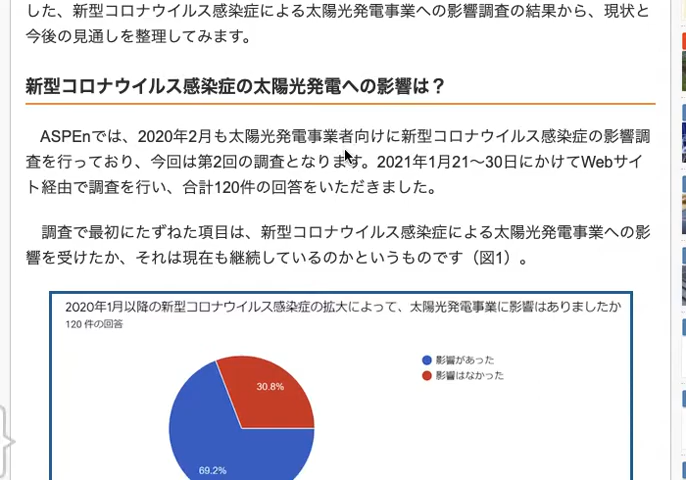 した、新型コロナウイルス感染症による太陽光発電事業への影響調査の結果から、現状と
今後の見通しを整理してみます。
新型コロナウイルス感染症の太陽光発電への影響は？
ASPEnでは、2020年2月も太陽光発電事業者向けに新型コロナウイルス感染症の影響調
査を行っており、今回は第2回の調査となります。2021年1月21〜30日にかけてWebサイ
ト経由で調査を行い、合計120件の回答をいただきました。
調査で最初にたずねた項目は、新型コロナウイルス感染症による太陽光発電事業への影
響を受けたか、それは現在も継続しているのかというものです（図1）。
2020年1月以降の新型コロナウイルス感染症の拡大によって、太陽光発電事業に影響はありましたか
120 件の回答
影響があった
影響はなかった
30.8%
69.2%